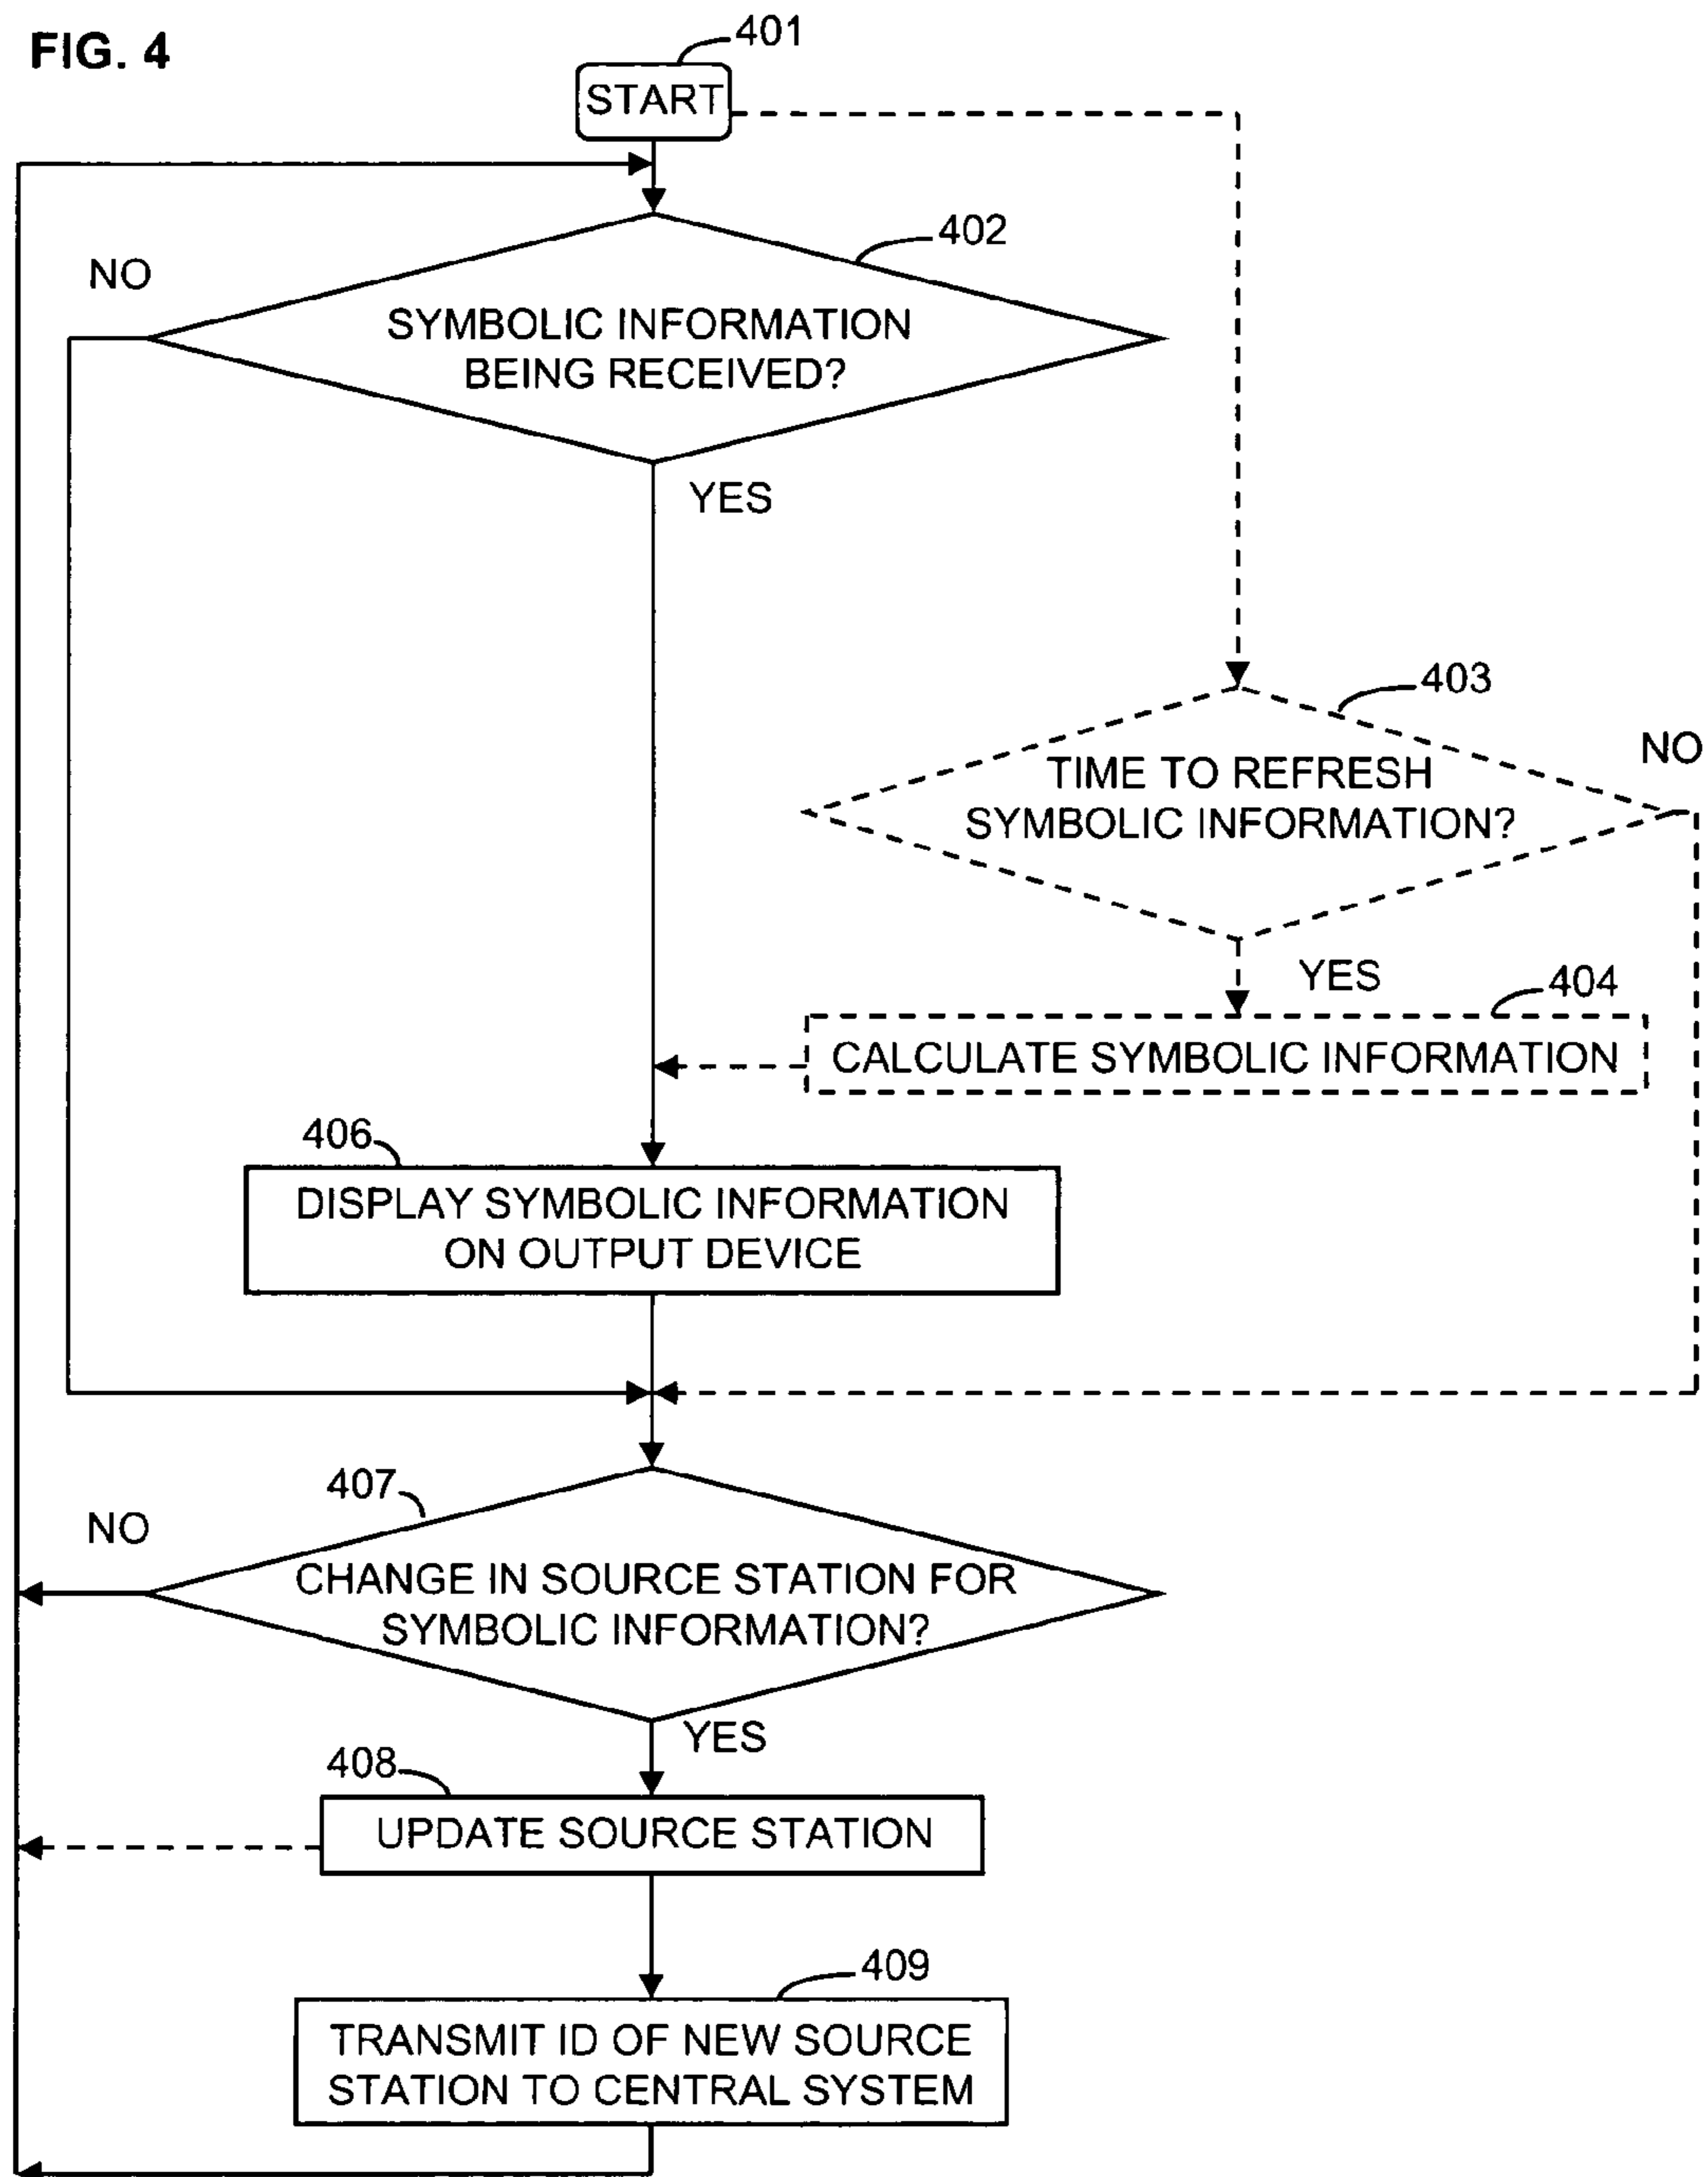 FIG. 4
401
START
402
NO
SYMBOLIC INFORMATION
BEING RECEIVED?
YES
403
NO
TIME TO REFRESH
SYMBOLIC INFORMATION?
YES
404
CALCULATE SYMBOLIC INFORMATION
406
DISPLAY SYMBOLIC INFORMATION
ON OUTPUT DEVICE
407
NO
CHANGE IN SOURCE STATION FOR
SYMBOLIC INFORMATION?
YES
408
UPDATE SOURCE STATION
409
TRANSMIT ID OF NEW SOURCE
STATION TO CENTRAL SYSTEM